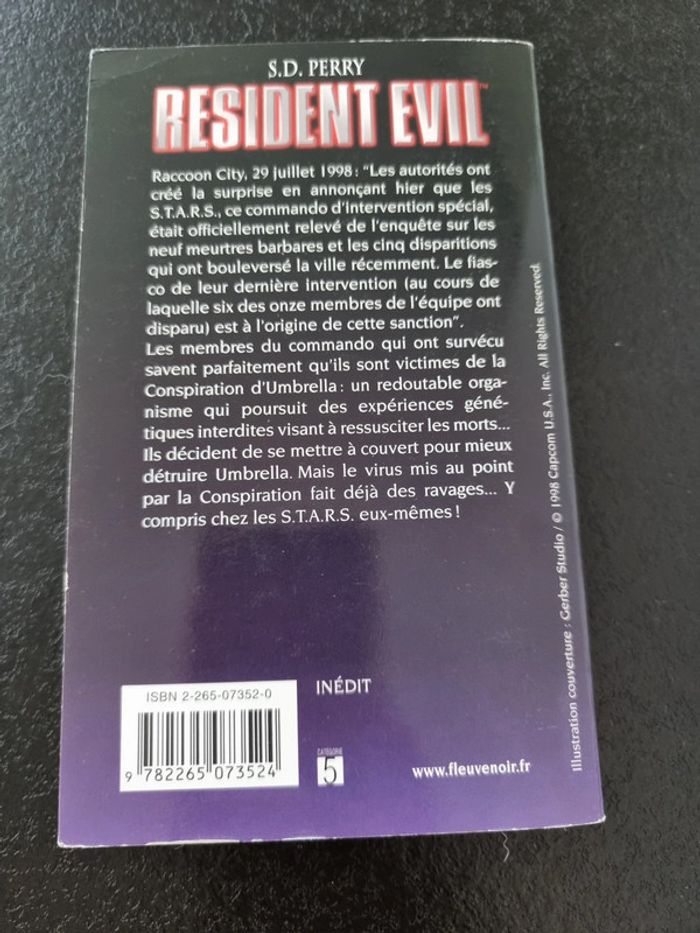 S.D. PERRY
RESIDENT EVIL™
Raccoon City, 29 juillet 1998 : "Les autorités ont
créé la surprise en annonçant hier que les
S.T.A.R.S., ce commando d'intervention spécial,
était officiellement relevé de l'enquête sur les
neuf meurtres barbares et les cinq disparitions
qui ont bouleversé la ville récemment. Le fias-
co de leur dernière intervention (au cours de
laquelle six des onze membres de l'équipe ont
disparu) est à l'origine de cette sanction".
Les membres du commando qui ont survécu
savent parfaitement qu'ils sont victimes de la
Conspiration d'Umbrella : un redoutable orga-
nisme qui poursuit des expériences géné-
tiques interdites visant à ressusciter les morts...
Ils décident de se mettre à couvert pour mieux
détruire Umbrella. Mais le virus mis au point
par la Conspiration fait déjà des ravages... Y
compris chez les S.T.A.R.S. eux-mêmes !
Illustration couverture : Gerber Studio / © 1998 Capcom U.S.A., Inc. All Rights Reserved.
ISBN 2-265-07352-0
9 782265 073524
INÉDIT
CATÉGORIE
5
www.fleuvenoir.fr